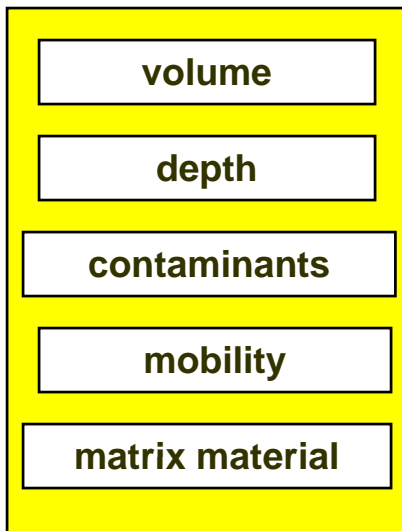 volume
depth
contaminants
mobility
matrix material